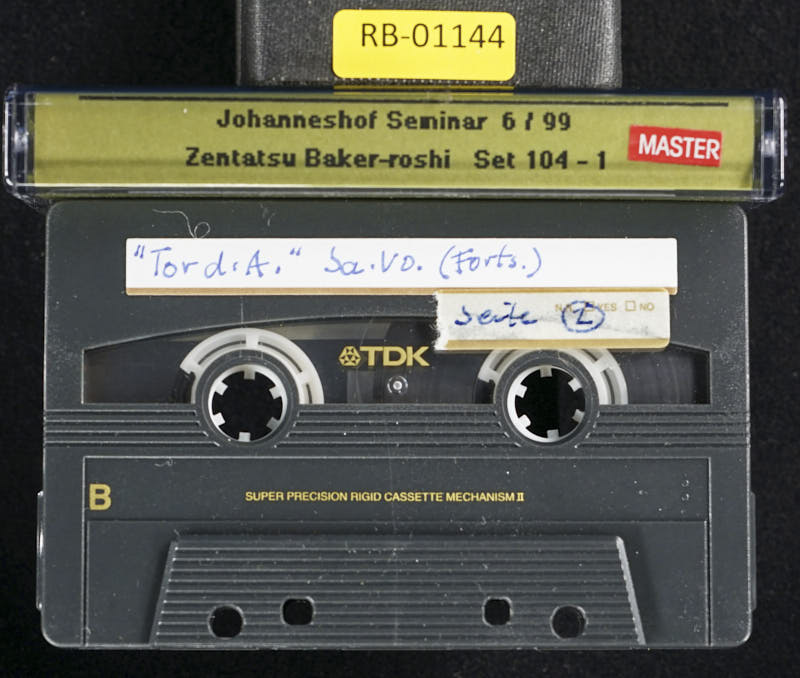 RB-01144
Johanneshof Seminar 6 / 99
Zentatsu Baker-roshi Set 104 - 1
MASTER
"Tor d. A." Sa. Vo. (Forts.)
YES NO
Seite 2
TDK
B
SUPER PRECISION RIGID CASSETTE MECHANISM II